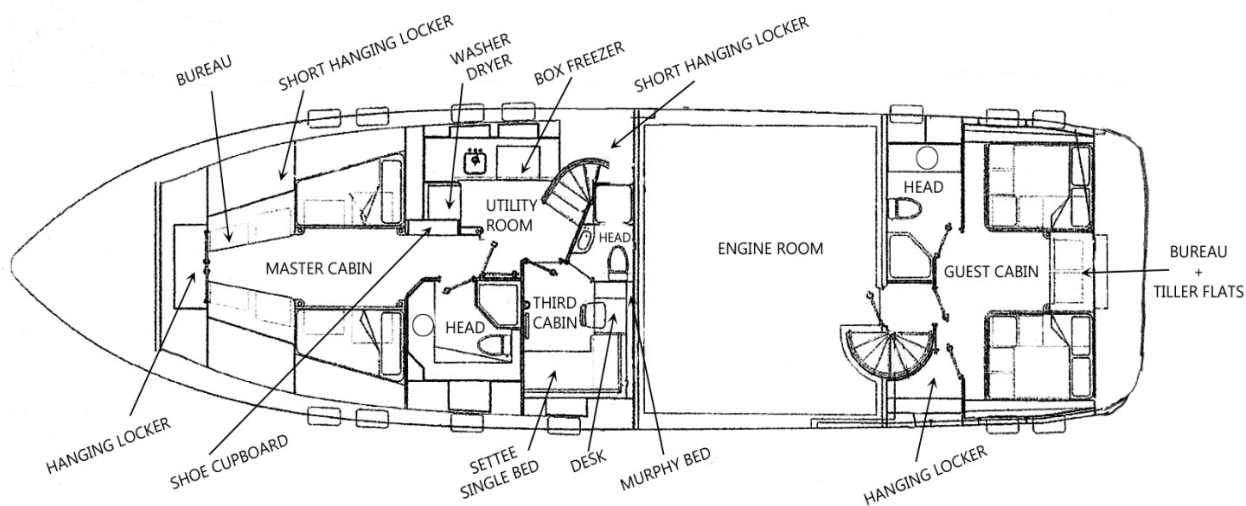 BUREAU
SHORT HANGING LOCKER
WASHER
DRYER
BOX FREEZER
SHORT HANGING LOCKER
HEAD
UTILITY
ROOM
HEAD
ENGINE ROOM
MASTER CABIN
GUEST CABIN
BUREAU
+
TILLER FLATS
THIRD
CABIN
HEAD
HANGING LOCKER
SHOE CUPBOARD
SETTEE
SINGLE BED
DESK
MURPHY BED
HANGING LOCKER